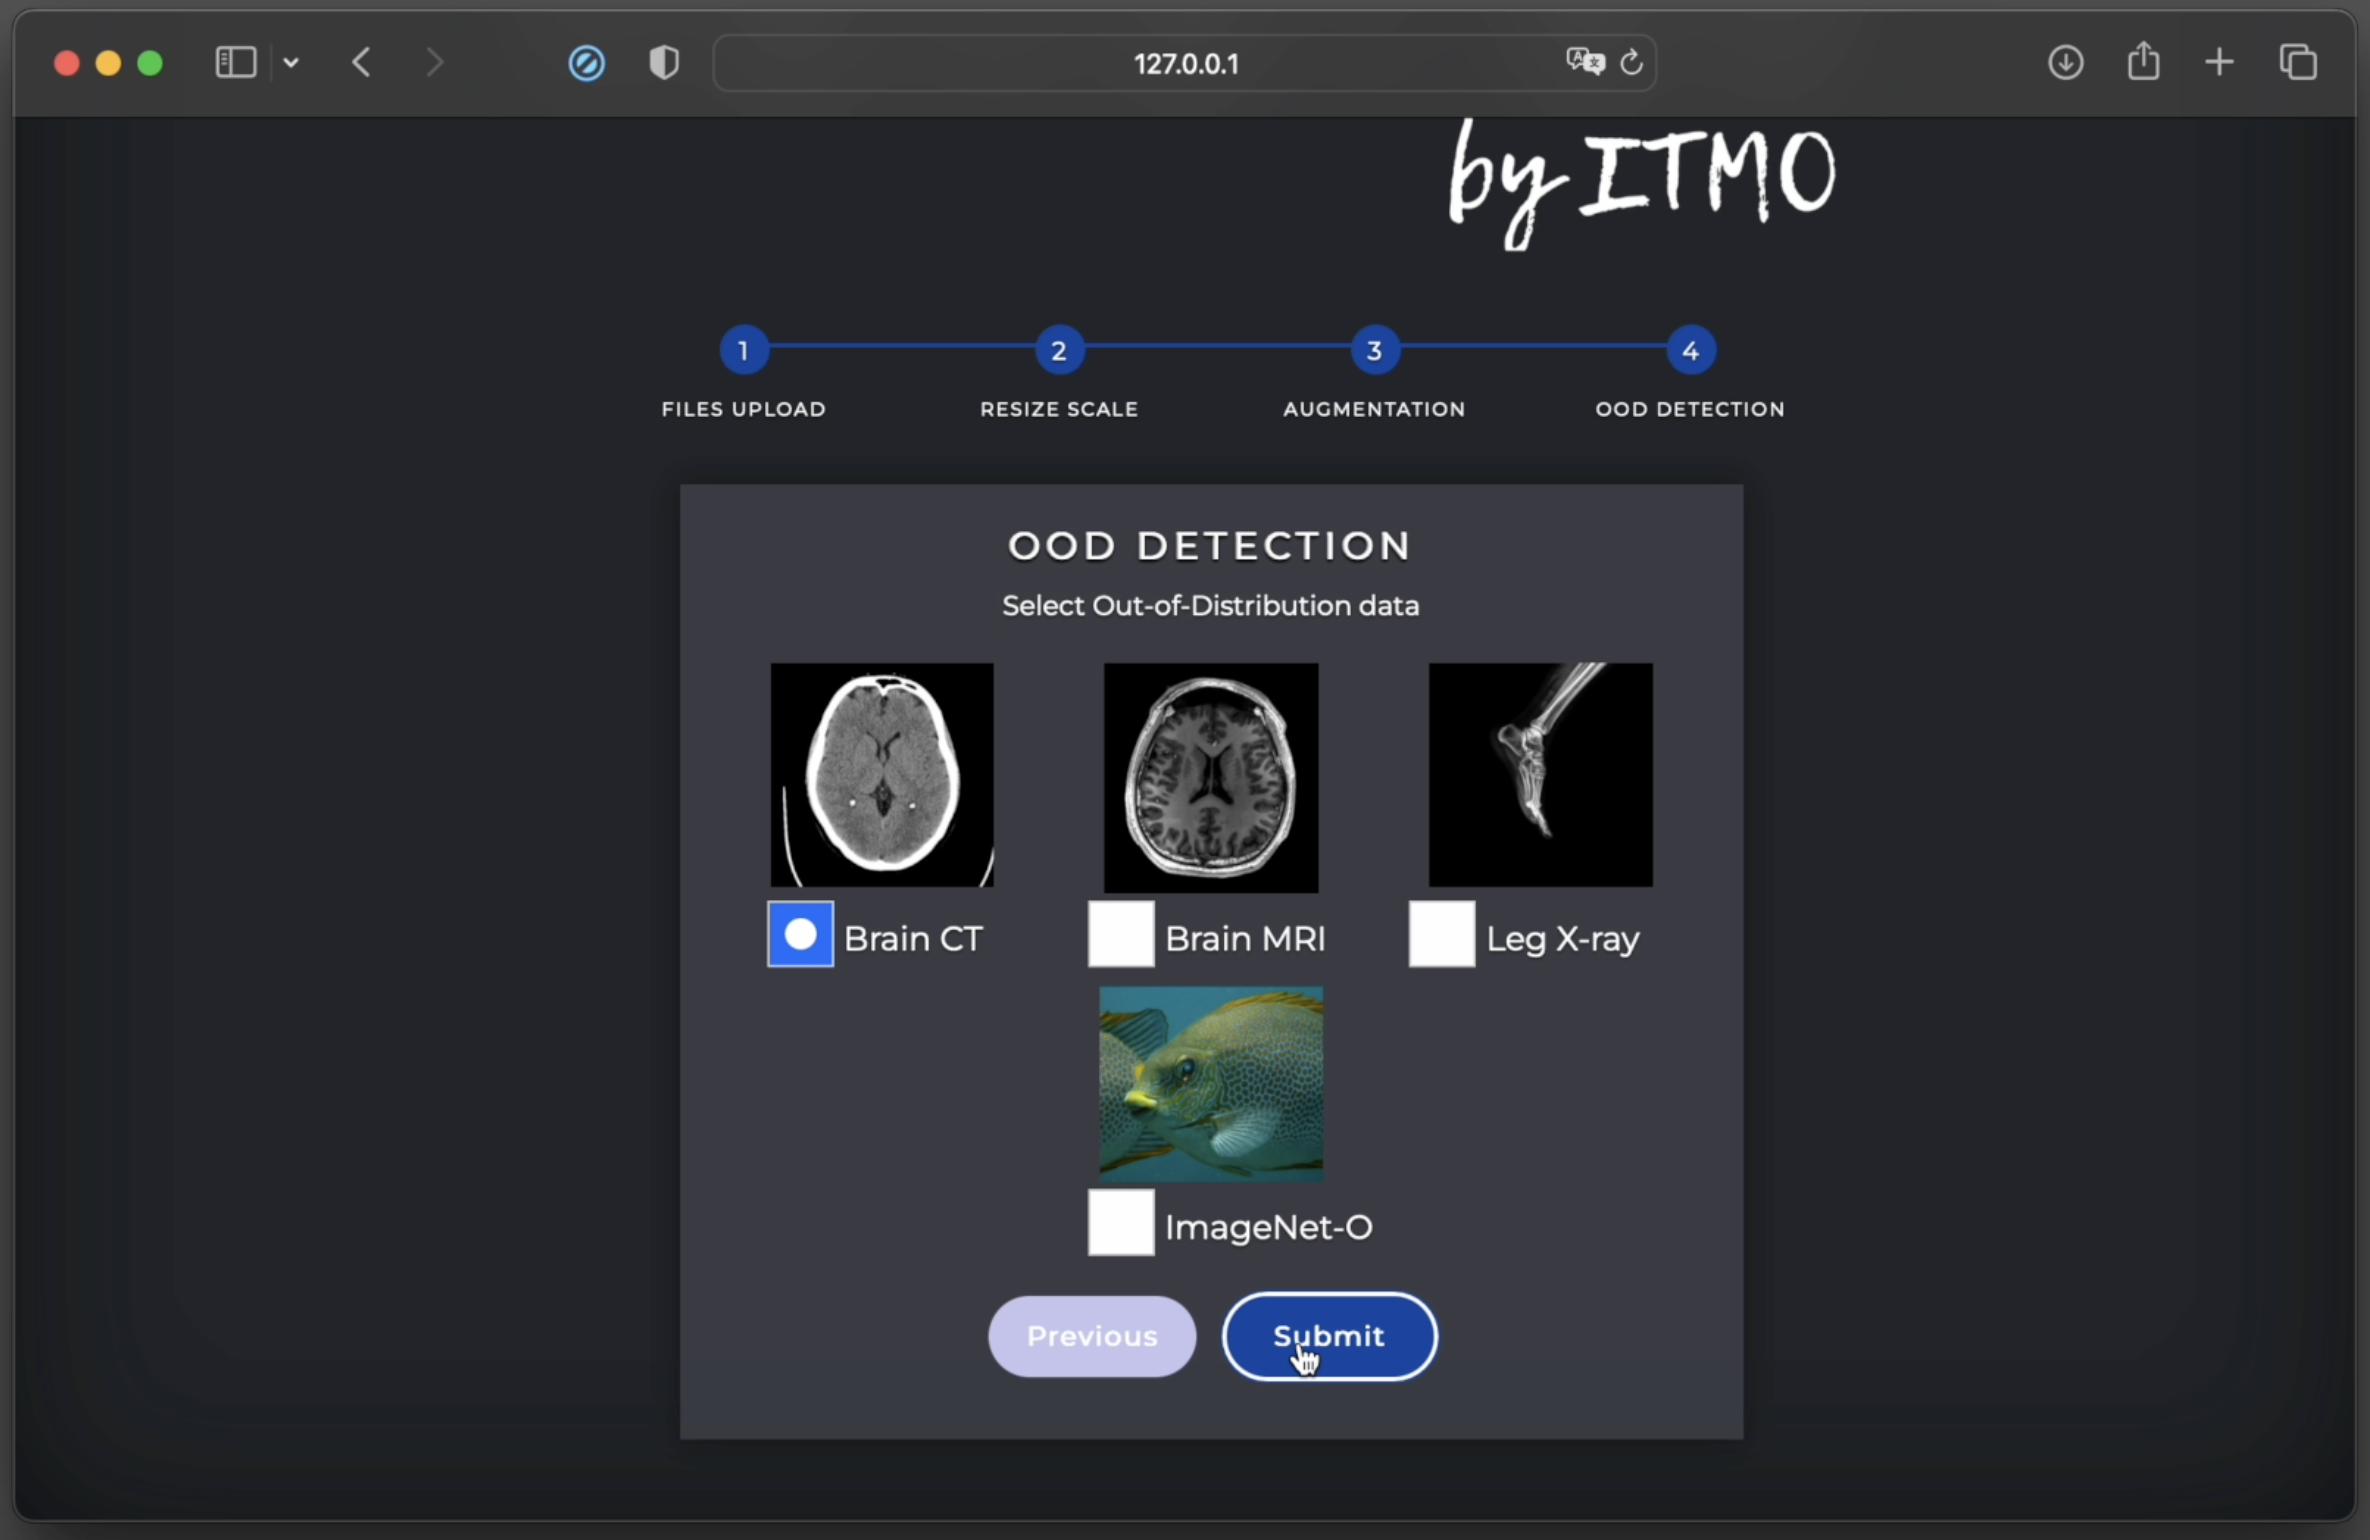 127.0.0.1
by ITMO
1 2 3 4
FILES UPLOAD RESIZE SCALE AUGMENTATION OOD DETECTION
OOD DETECTION
Select Out-of-Distribution data
Brain CT Brain MRI Leg X-ray
ImageNet-O
Previous Submit